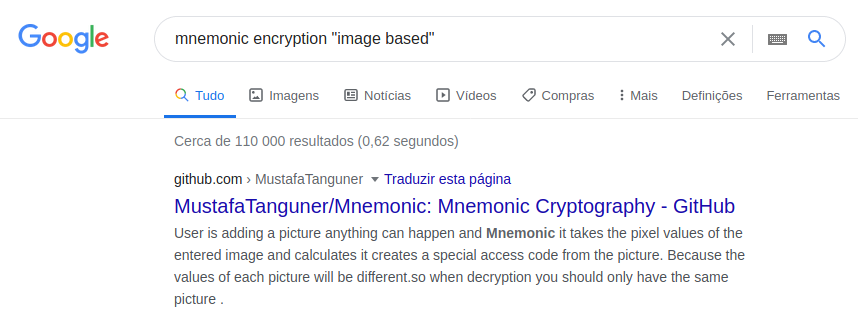 Google
mnemonic encryption "image based"
Tudo Imagens Notícias Vídeos Compras Mais Definições Ferramentas
Cerca de 110 000 resultados (0,62 segundos)
github.com › MustafaTanguner Traduzir esta página
MustafaTanguner/Mnemonic: Mnemonic Cryptography - GitHub
User is adding a picture anything can happen and Mnemonic it takes the pixel values of the
entered image and calculates it creates a special access code from the picture. Because the
values of each picture will be different.so when decryption you should only have the same
picture .